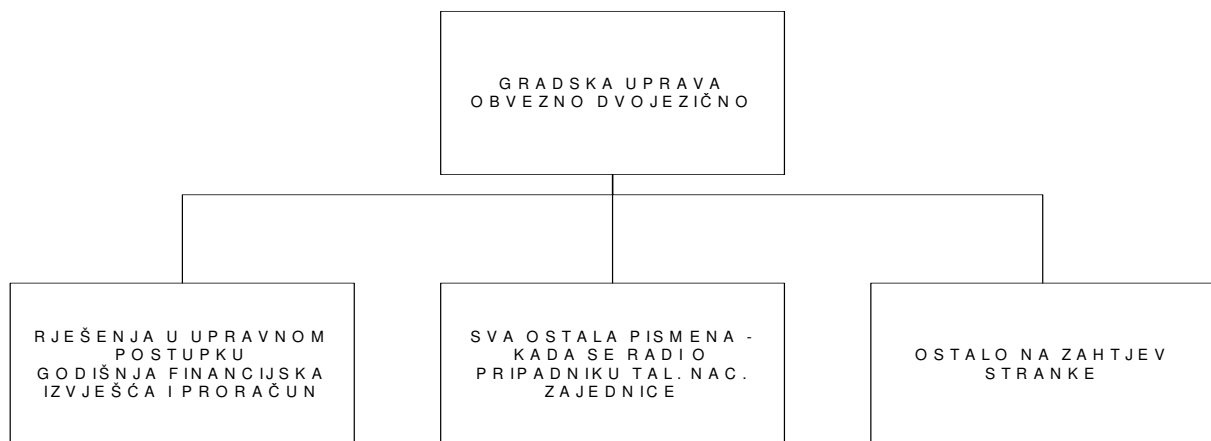 GRADSKA UPRAVA
OBVEZNO DVOJEZIČNO
RJEŠENJA U UPRAVNOM
POSTUPKU
GODIŠNJA FINANCIJSKA
IZVJEŠĆA I PRORAČUN
SVA OSTALA PISMENA -
KADA SE RADI O
PRIPADNIKU TAL. NAC.
ZAJEDNICE
OSTALO NA ZAHTJEV
STRANKE